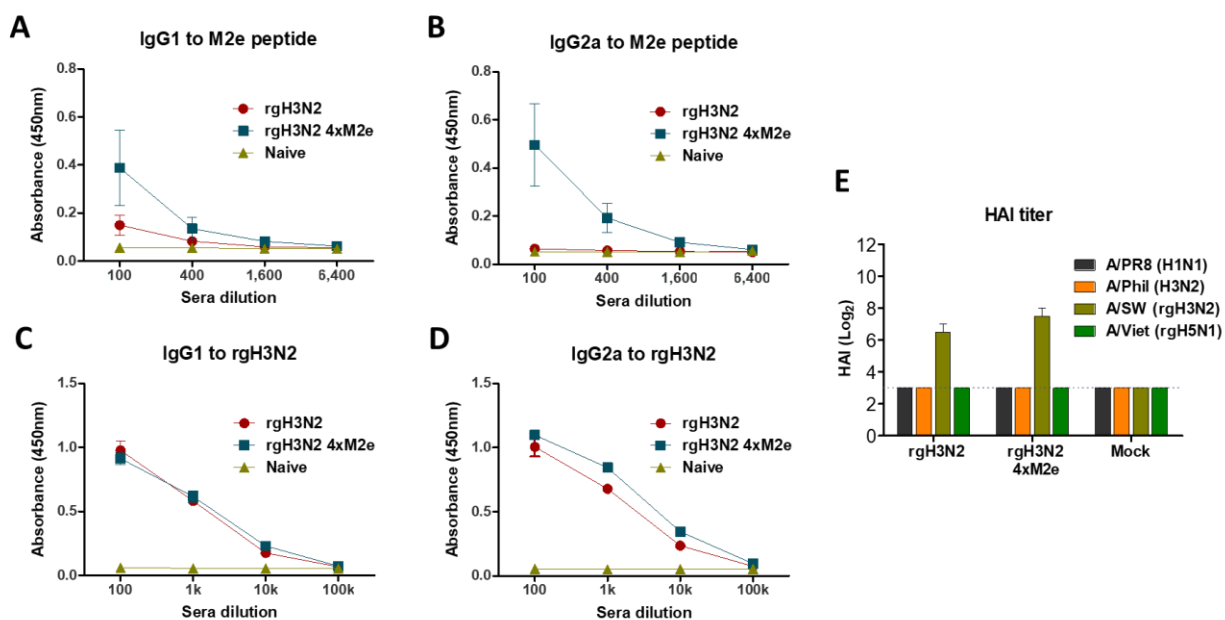 A
IgG1 to M2e peptide
Absorbance (450nm)
0.8
0.6
0.4
0.2
0.0
rgH3N2
rgH3N2 4xM2e
Naive
100
400
1,600
6,400
Sera dilution
B
IgG2a to M2e peptide
Absorbance (450nm)
0.8
0.6
0.4
0.2
0.0
rgH3N2
rgH3N2 4xM2e
Naive
100
400
1,600
6,400
Sera dilution
C
IgG1 to rgH3N2
Absorbance (450nm)
1.5
1.0
0.5
0.0
rgH3N2
rgH3N2 4xM2e
Naive
100
1k
10k
100k
Sera dilution
D
IgG2a to rgH3N2
Absorbance (450nm)
1.5
1.0
0.5
0.0
rgH3N2
rgH3N2 4xM2e
Naive
100
1k
10k
100k
Sera dilution
E
HAI titer
HAI (Log2)
12
10
8
6
4
2
A/PR8 (H1N1)
A/Phil (H3N2)
A/SW (rgH3N2)
A/Viet (rgH5N1)
rgH3N2
rgH3N2
4xM2e
Mock